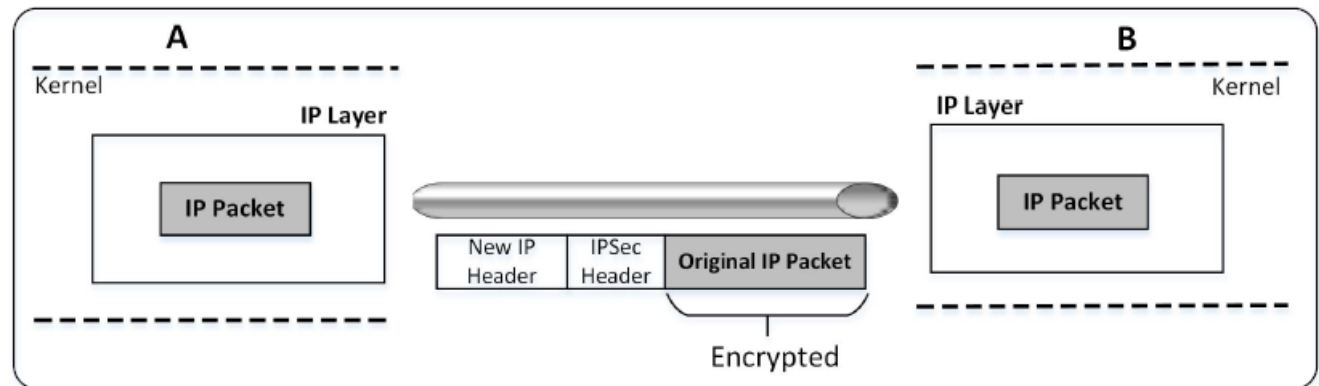 A
B
Kernel
Kernel
IP Layer
IP Layer
IP Packet
IP Packet
New IP
Header
IPSec
Header
Original IP Packet
Encrypted